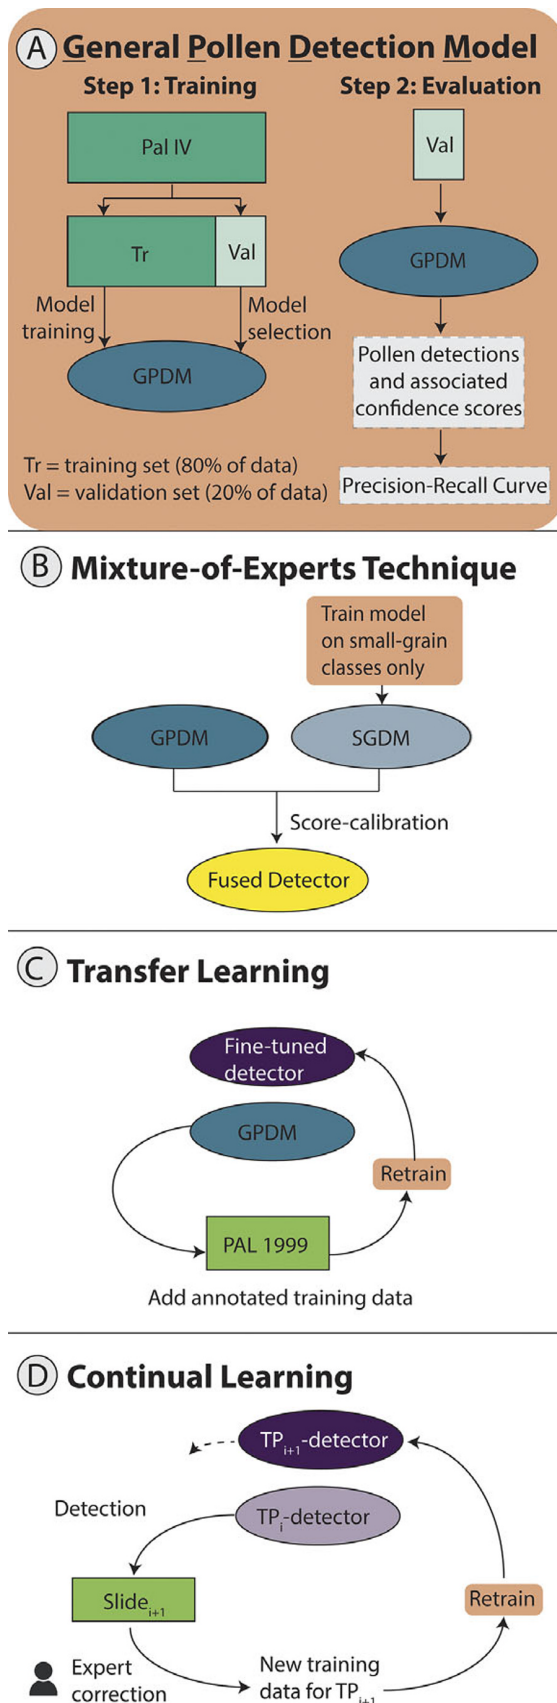 A General Pollen Detection Model
Step 1: Training
Pal IV
Tr
Val
Model
training
Model
selection
GPDM
Tr = training set (80% of data)
Val = validation set (20% of data)
Step 2: Evaluation
Val
GPDM
Pollen detections
and associated
confidence scores
Precision-Recall Curve
B Mixture-of-Experts Technique
Train model
on small-grain
classes only
GPDM
SGDM
Score-calibration
Fused Detector
C Transfer Learning
Fine-tuned
detector
GPDM
Retrain
PAL 1999
Add annotated training data
D Continual Learning
TPi+1-detector
Detection
TPi-detector
Slidei+1
Retrain
Expert
correction
New training
data for TPi+1